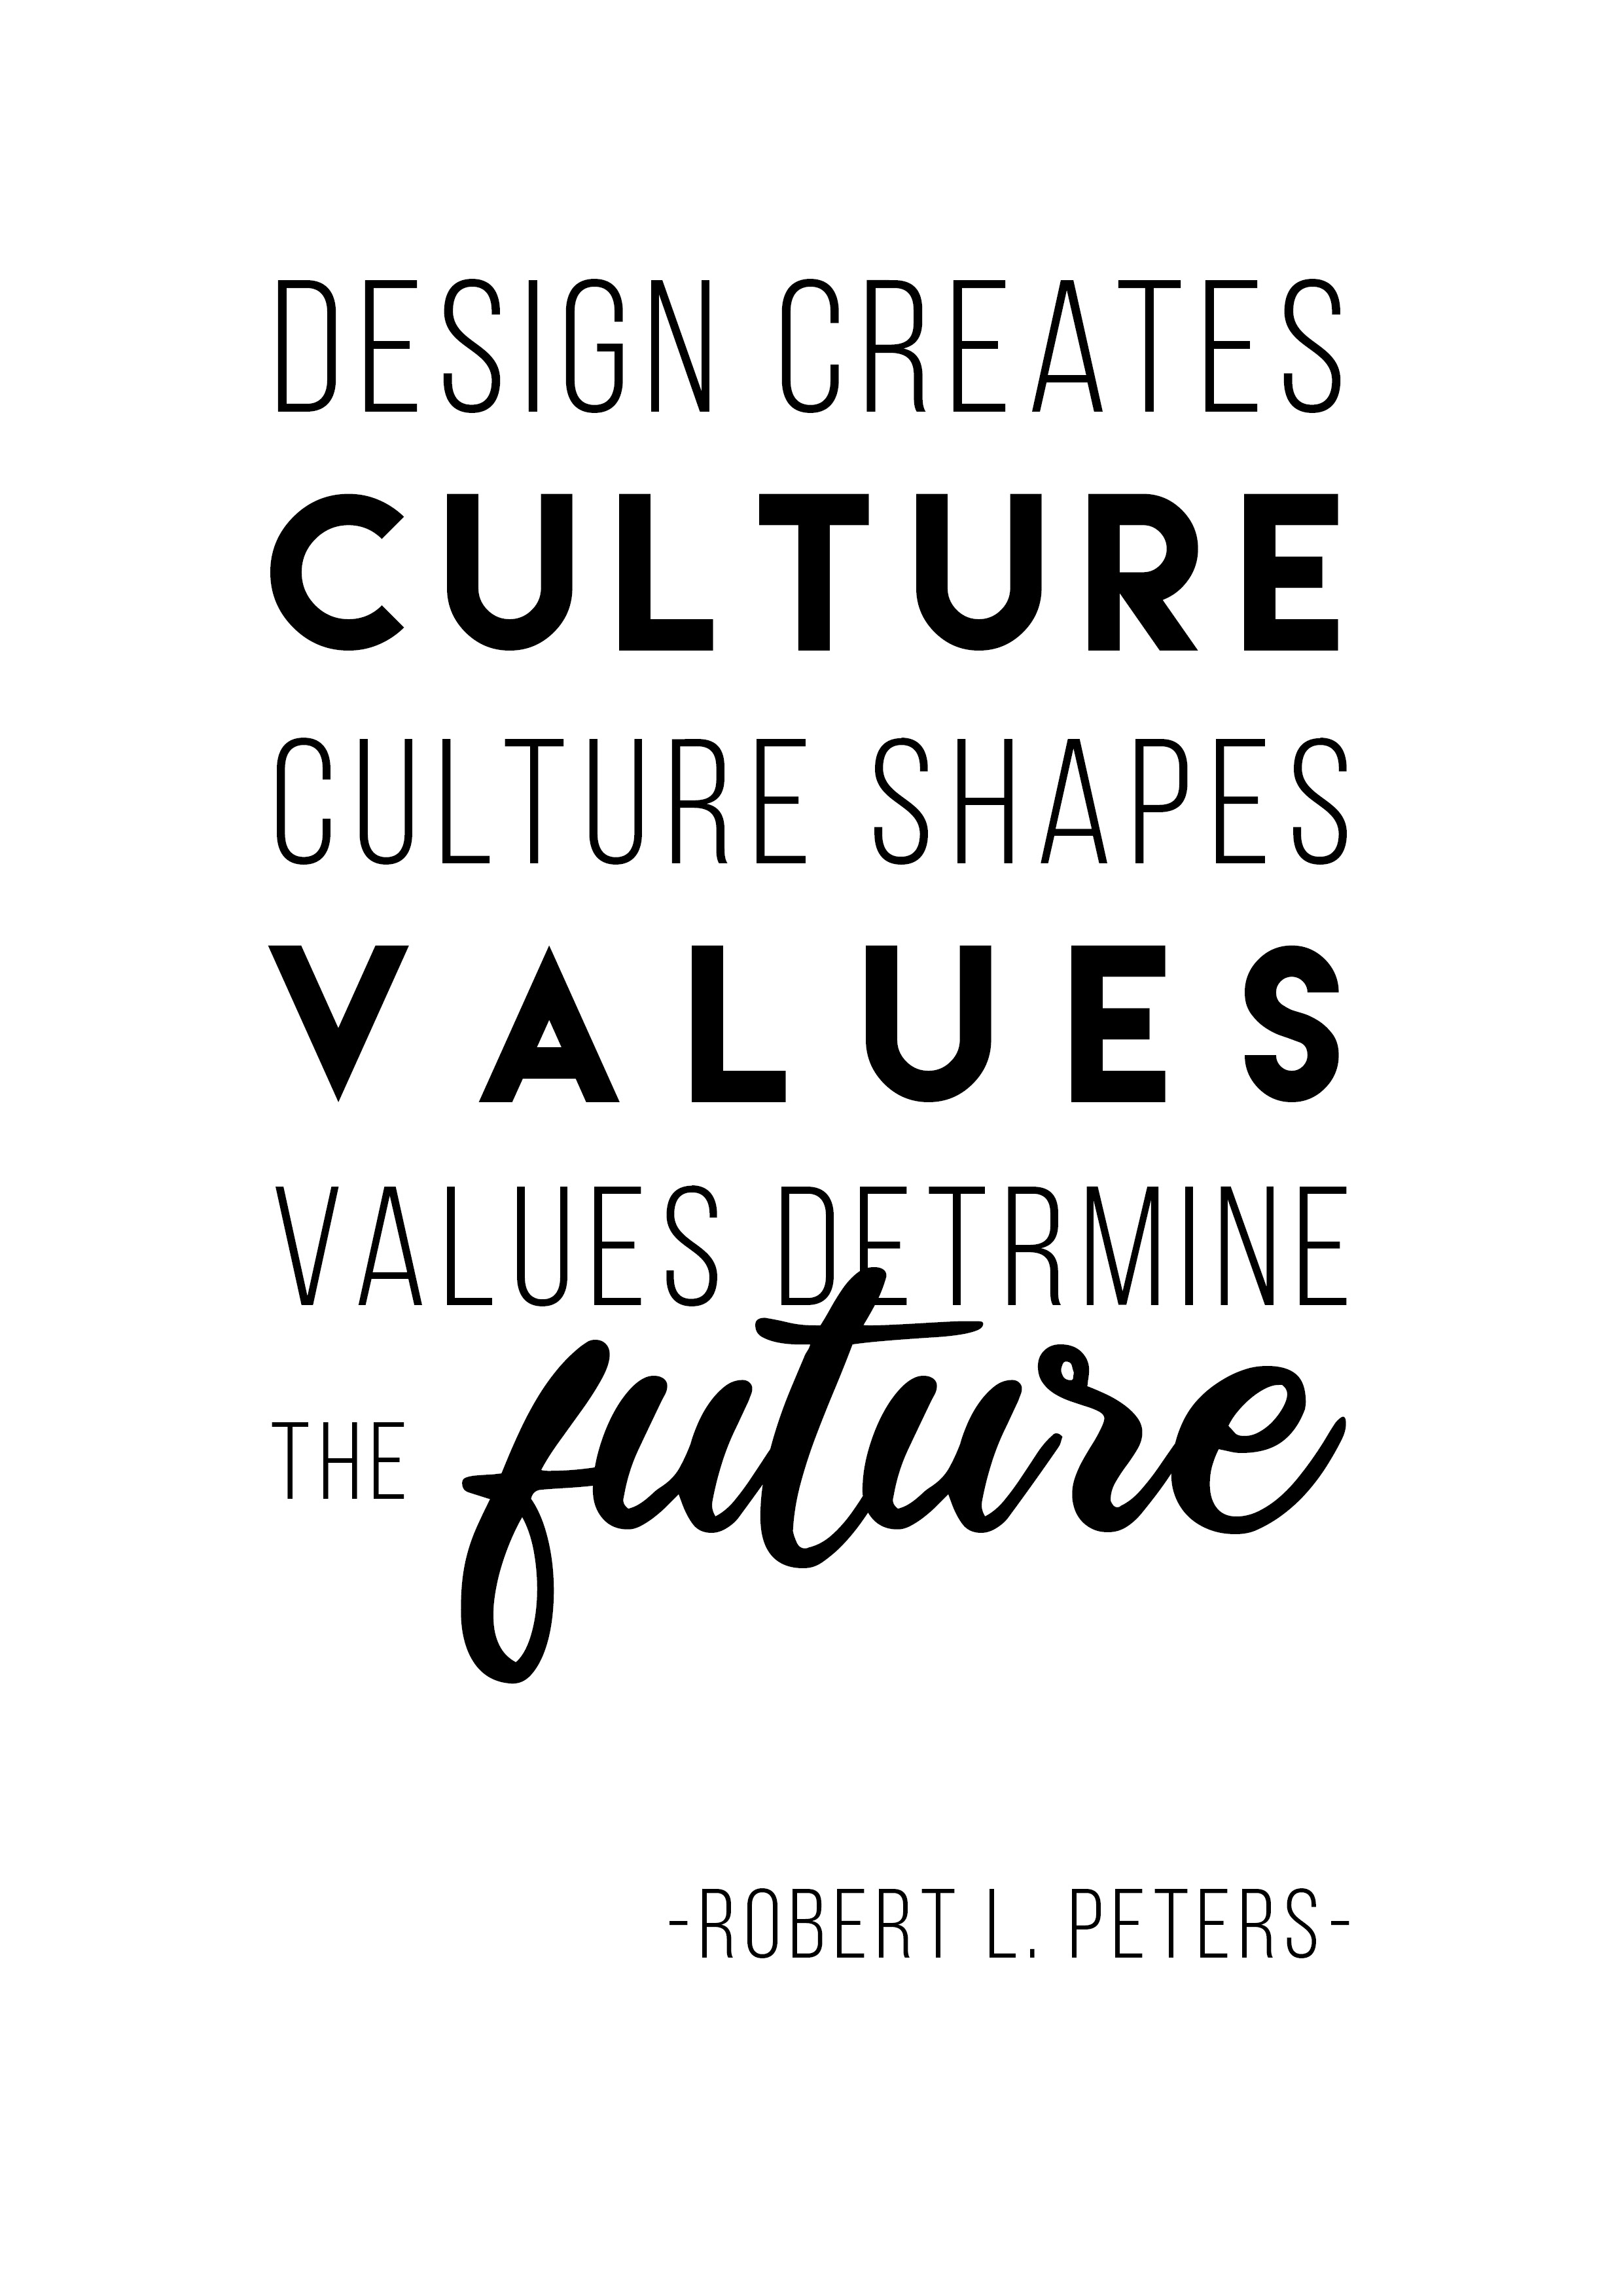 DESIGN CREATES
CULTURE
CULTURE SHAPES
VALUES
VALUES DETRMINE
THE future
-ROBERT L. PETERS-